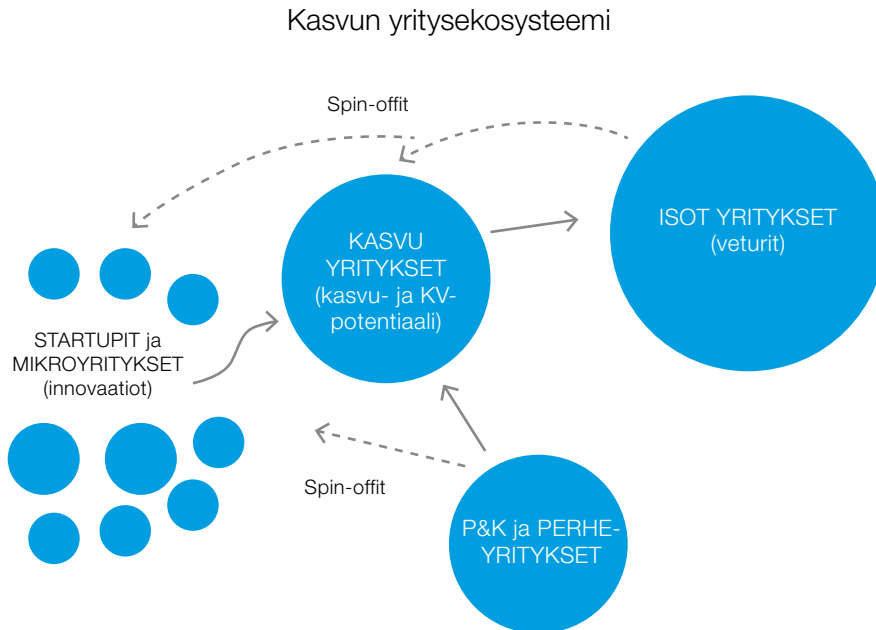 Kasvun yritysekosysteemi
Spin-offit
ISOT YRITYKSET
(veturit)
KASVU
YRITYKSET
(kasvu- ja KV-
potentiaali)
STARTUPIT ja
MIKROYRITYKSET
(innovaatiot)
Spin-offit
P&K ja PERHE-
YRITYKSET